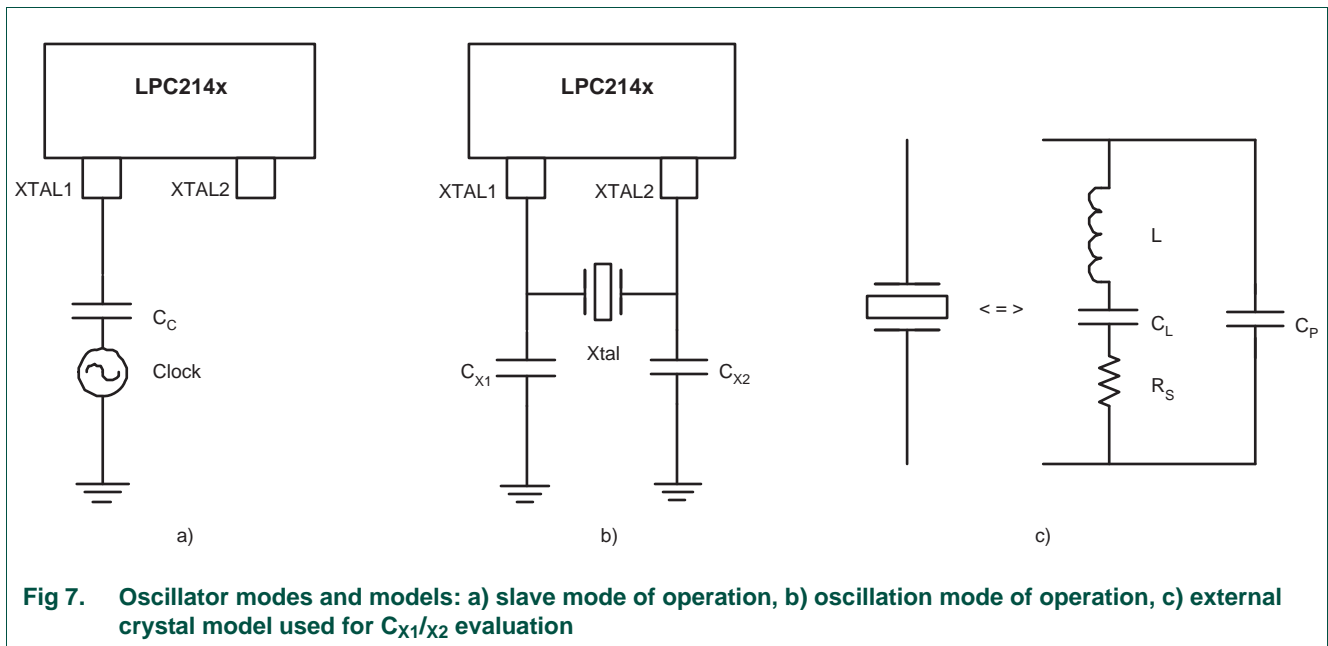 LPC214x
XTAL1
XTAL2
C_C
Clock
a)
LPC214x
XTAL1
XTAL2
Xtal
C_X1
C_X2
b)
< = >
L
C_L
R_S
C_P
c)
Fig 7. Oscillator modes and models: a) slave mode of operation, b) oscillation mode of operation, c) external
crystal model used for C_X1/X2 evaluation